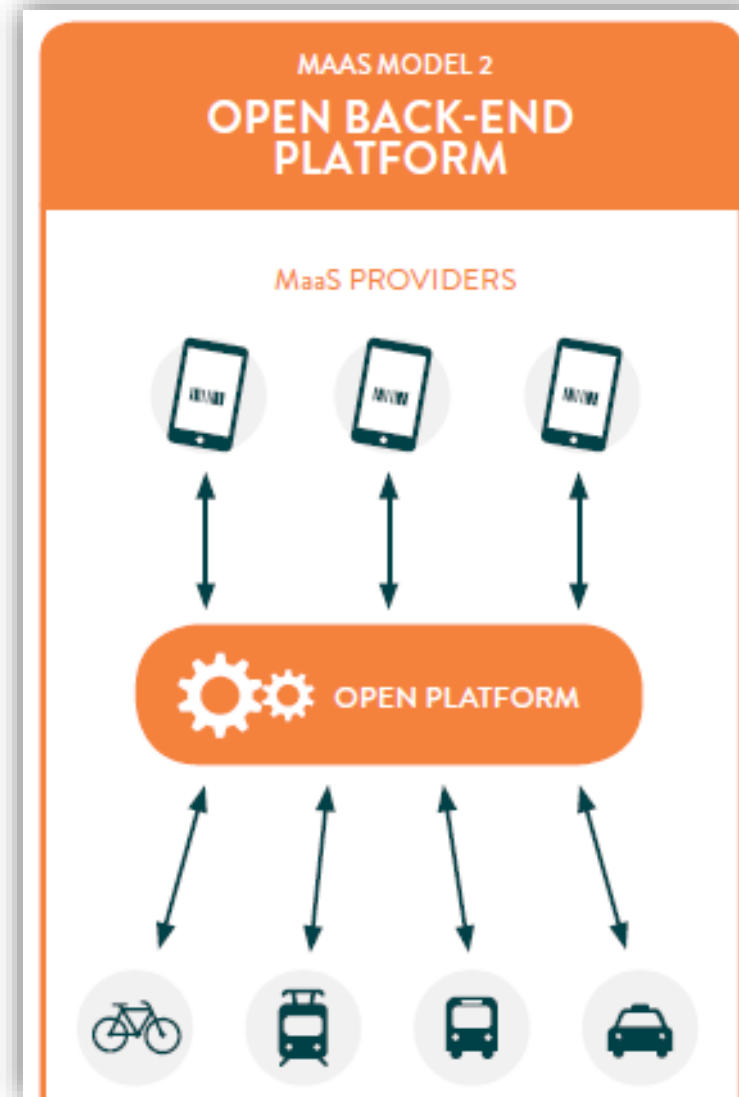 MAAS MODEL 2
OPEN BACK-END
PLATFORM
MaaS PROVIDERS
OPEN PLATFORM